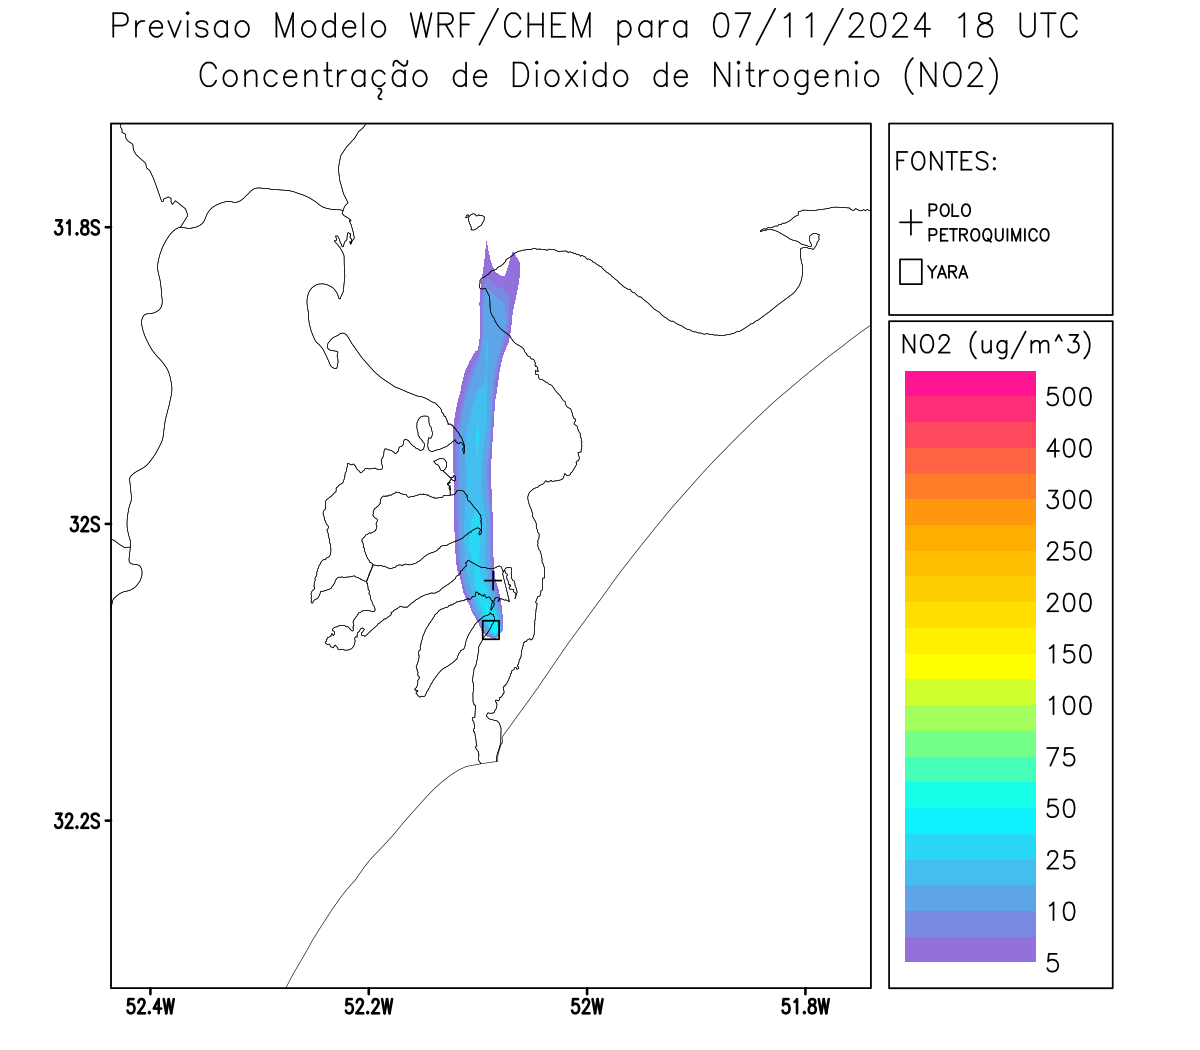 Previsao Modelo WRF/CHEM para 07/11/2024 18 UTC
Concentração de Dioxido de Nitrogenio (NO2)
FONTES:
POLO
PETROQUIMICO
YARA
NO2 (ug/m^3)
500
400
300
250
200
150
100
75
50
25
10
5
31.8S
32S
32.2S
52.4W
52.2W
52W
51.8W